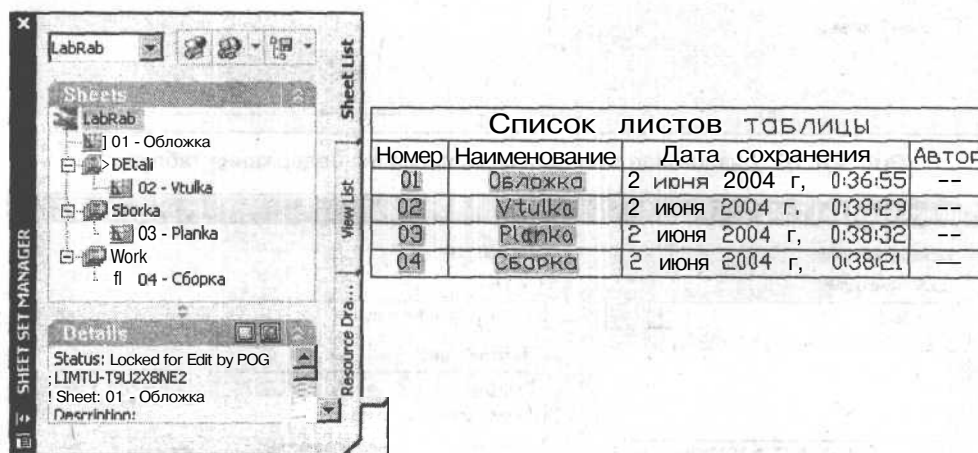 LabRab
Sheets
LabRab
01 - Обложка
DEtali
02 - Vtulka
Sborka
03 - Planka
Work
fl 04 - Сборка
Details
Status: Locked for Edit by POG
; LIMTU-T9U2X8NE2
! Sheet: 01 - Обложка
Description:
SHEET SET MANAGER
Sheet List
View List
Resource Dra...
Список листов таблицы
Номер Наименование Дата сохранения Автор
01 Обложка 2 июня 2004 г, 0:36:55 --
02 Vtulka 2 июня 2004 г, 0:38:29 --
03 Planka 2 июня 2004 г, 0:38:32 --
04 Сборка 2 июня 2004 г, 0:38:21 --